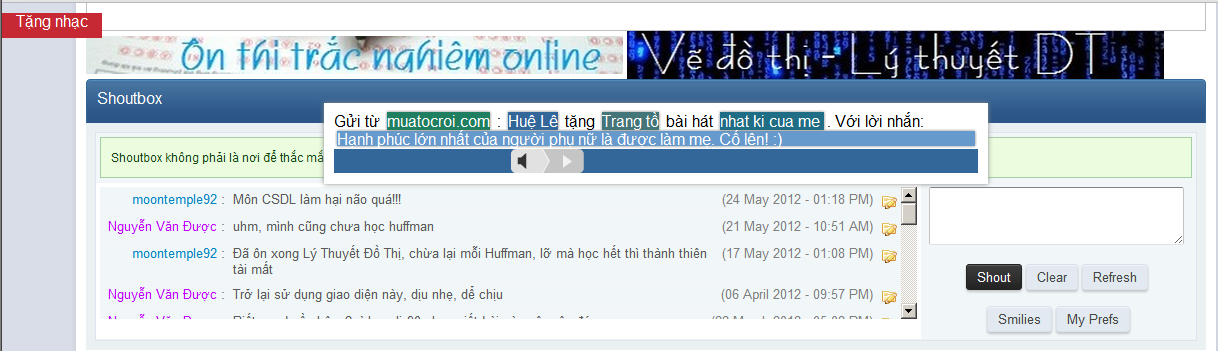 Tặng nhạc
Ôn thi trắc nghiệm online
Vẽ đồ thị - Lý thuyết DT
Shoutbox
Gửi từ muatocroi.com : Huệ Lê tặng Trang tồ bài hát nhat ki cua me . Với lời nhắn:
Hạnh phúc lớn nhất của người phụ nữ là được làm mẹ. Cố lên! :)
Shoutbox không phải là nơi để thắc mắ
moontemple92 : Môn CSDL làm hại não quá!!! (24 May 2012 - 01:18 PM)
Nguyễn Văn Được : uhm, mình cũng chưa học huffman (21 May 2012 - 10:51 AM)
moontemple92 : Đã ôn xong Lý Thuyết Đồ Thị, chừa lại mỗi Huffman, lỡ mà học hết thì thành thiên (17 May 2012 - 01:08 PM)
tài mất
Nguyễn Văn Được : Trở lại sử dụng giao diện này, dịu nhẹ, dể chịu (06 April 2012 - 09:57 PM)
Nguyễn Văn Được :
Shout Clear Refresh
Smilies My Prefs